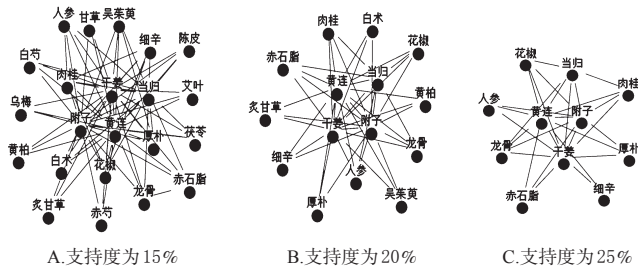 人参 甘草 吴茱萸
细辛
陈皮
白芍
肉桂
干姜 当归 艾叶
乌梅
附子 黄连
厚朴 茯苓
黄柏
白术 花椒
赤石脂
龙骨
炙甘草 赤芍
A.支持度为15%
肉桂 白术
花椒
赤石脂
黄连 当归
黄柏
炙甘草
干姜 附子
龙骨
细辛 人参
吴茱萸
厚朴
B.支持度为20%
花椒 当归
肉桂
人参
黄连 附子
龙骨 干姜 厚朴
赤石脂 细辛
C.支持度为25%